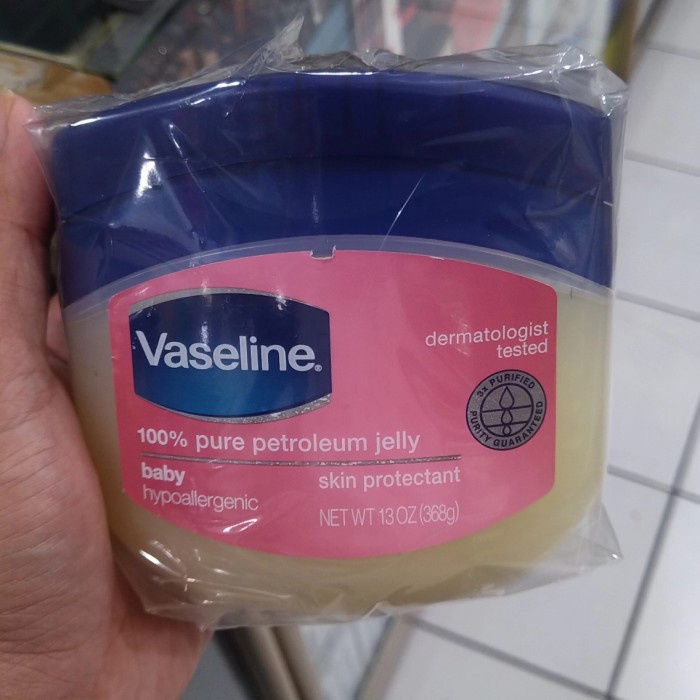 Vaseline.
dermatologist
tested
3x PURIFIED
PURITY GUARANTEED
100% pure petroleum jelly
baby
hypoallergenic
skin protectant
NET WT 13 OZ (368g)